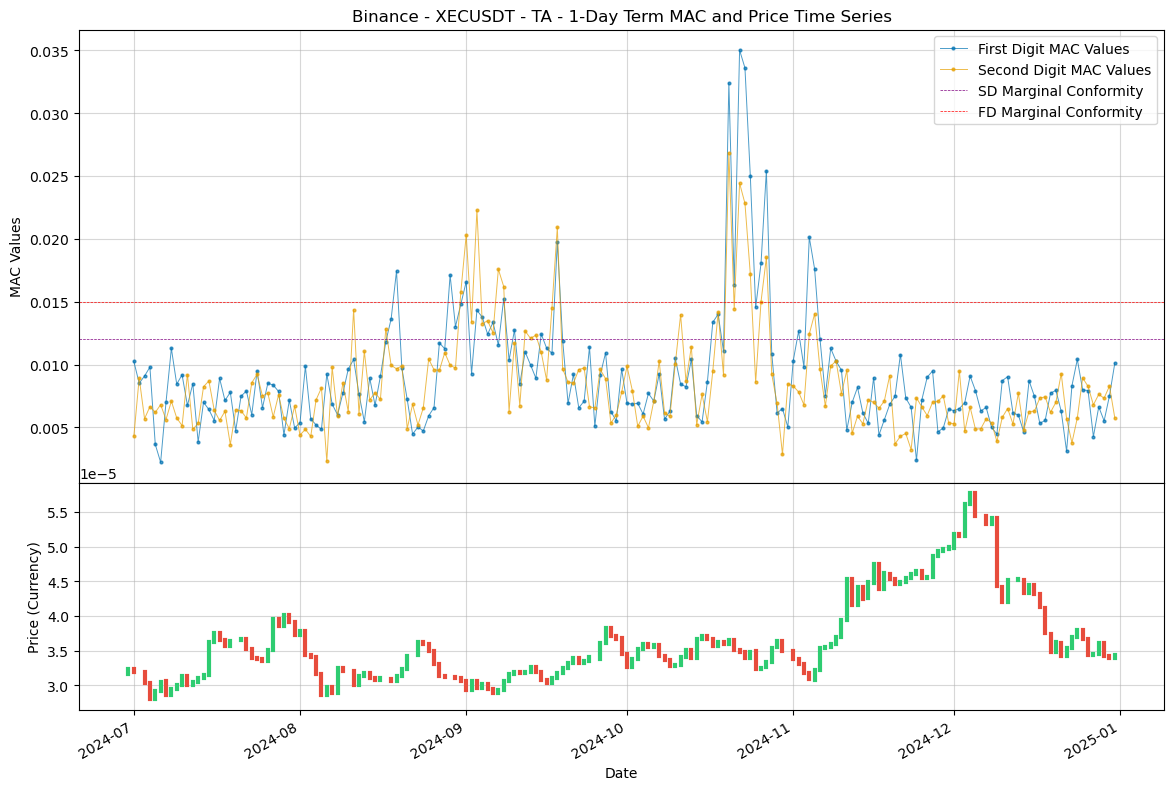 Binance - XECUSDT - TA - 1-Day Term MAC and Price Time Series
First Digit MAC Values
Second Digit MAC Values
SD Marginal Conformity
FD Marginal Conformity
MAC Values
0.035
0.030
0.025
0.020
0.015
0.010
0.005
1e−5
Price (Currency)
5.5
5.0
4.5
4.0
3.5
3.0
2024-07
2024-08
2024-09
2024-10
2024-11
2024-12
2025-01
Date